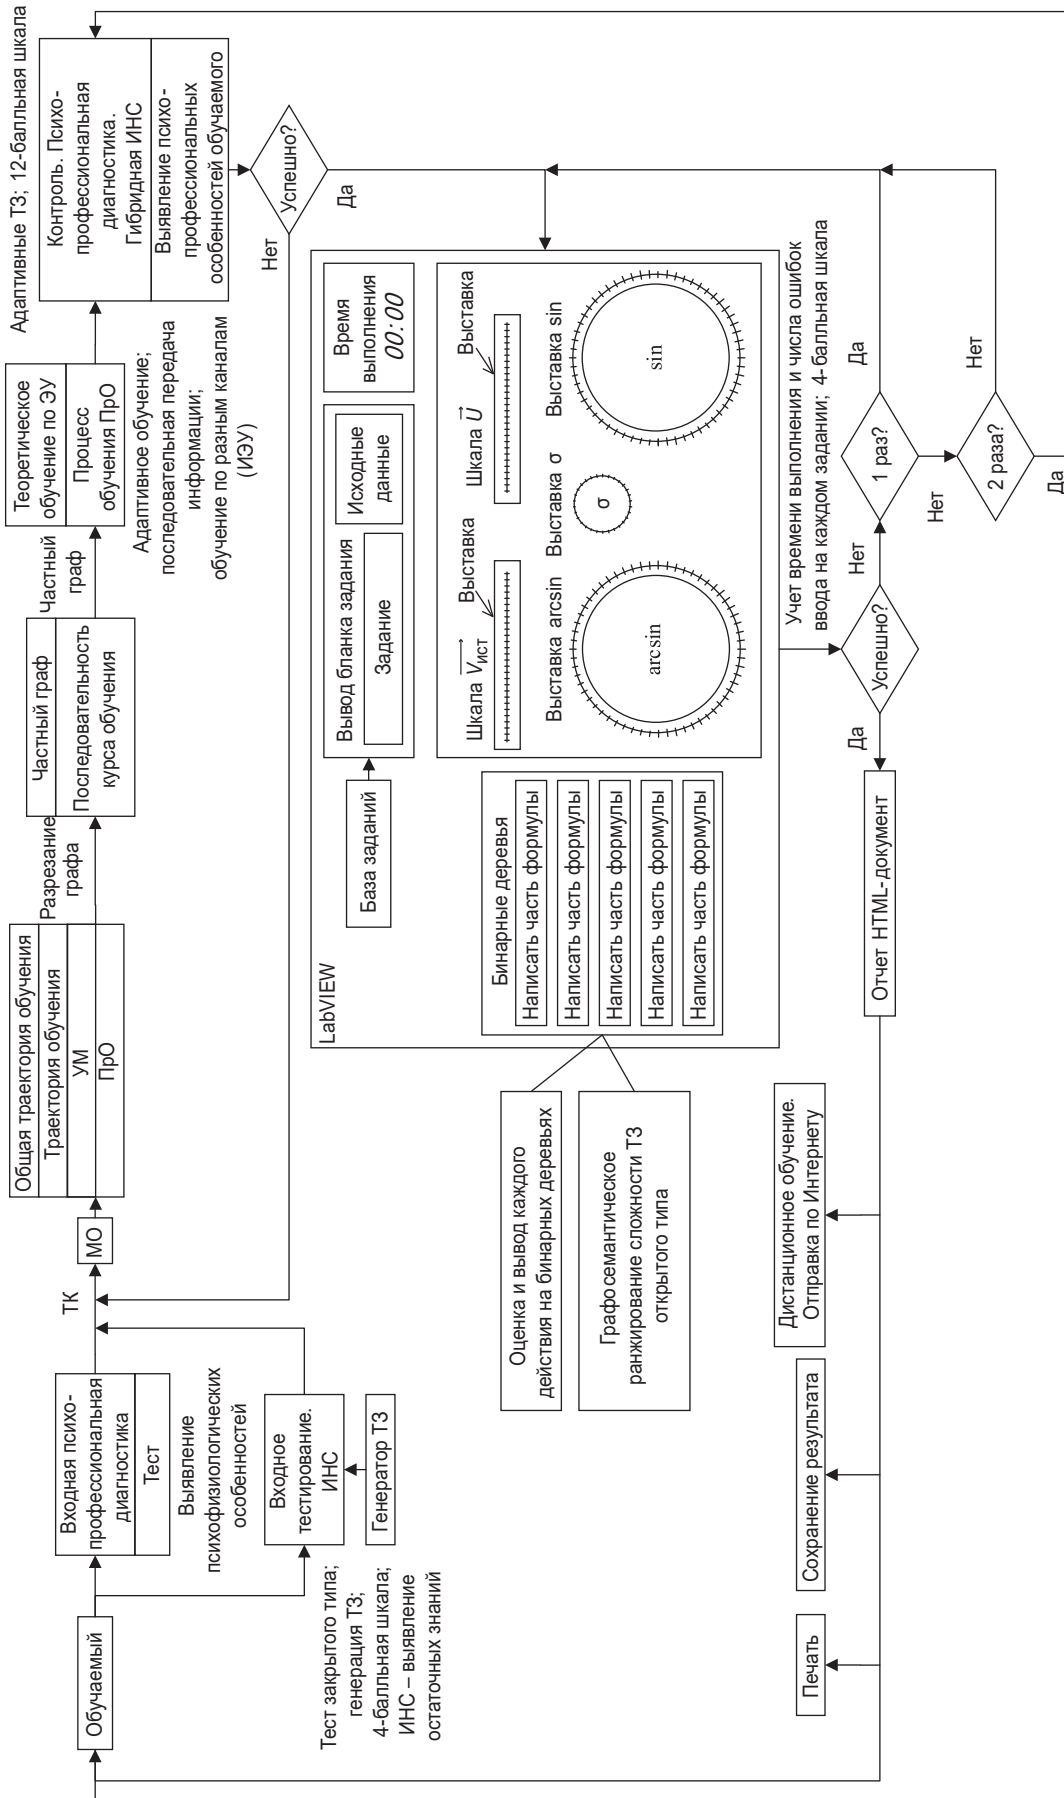 Обучаемый
Входная психо-
профессиональная
диагностика
Тест
Выявление
психофизиологических
особенностей
Входное
тестирование.
ИНС
Генератор ТЗ
Тест закрытого типа;
генерация ТЗ;
4-балльная шкала;
ИНС – выявление
остаточных знаний
ТК
МО
Общая траектория обучения
Траектория обучения
УМ
ПрО
Разрезание
графа
Частный граф
Последовательность
курса обучения
Частный
граф
Теоретическое
обучение по ЭУ
Процесс
обучения ПрО
Адаптивное обучение;
последовательная передача
информации;
обучение по разным каналам
(ИЭУ)
Адаптивные ТЗ; 12-балльная шкала
Контроль. Психо-
профессиональная
диагностика.
Гибридная ИНС
Выявление психо-
профессиональных
особенностей обучаемого
Успешно?
Нет
Да
LabVIEW
База заданий
Вывод бланка задания
Задание
Исходные
данные
Время
выполнения
00:00
Бинарные деревья
Написать часть формулы
Написать часть формулы
Написать часть формулы
Написать часть формулы
Написать часть формулы
Шкала V⃗ист
Выставка
Шкала U⃗
Выставка
Выставка arcsin
Выставка σ
Выставка sin
arcsin
σ
sin
Оценка и вывод каждого
действия на бинарных деревьях
Графосемантическое
ранжирование сложности ТЗ
открытого типа
Учет времени выполнения и числа ошибок
ввода на каждом задании; 4-балльная шкала
Успешно?
Да
Нет
1 раз?
Да
Нет
2 раза?
Нет
Да
Отчет HTML-документ
Дистанционное обучение.
Отправка по Интернету
Сохранение результата
Печать